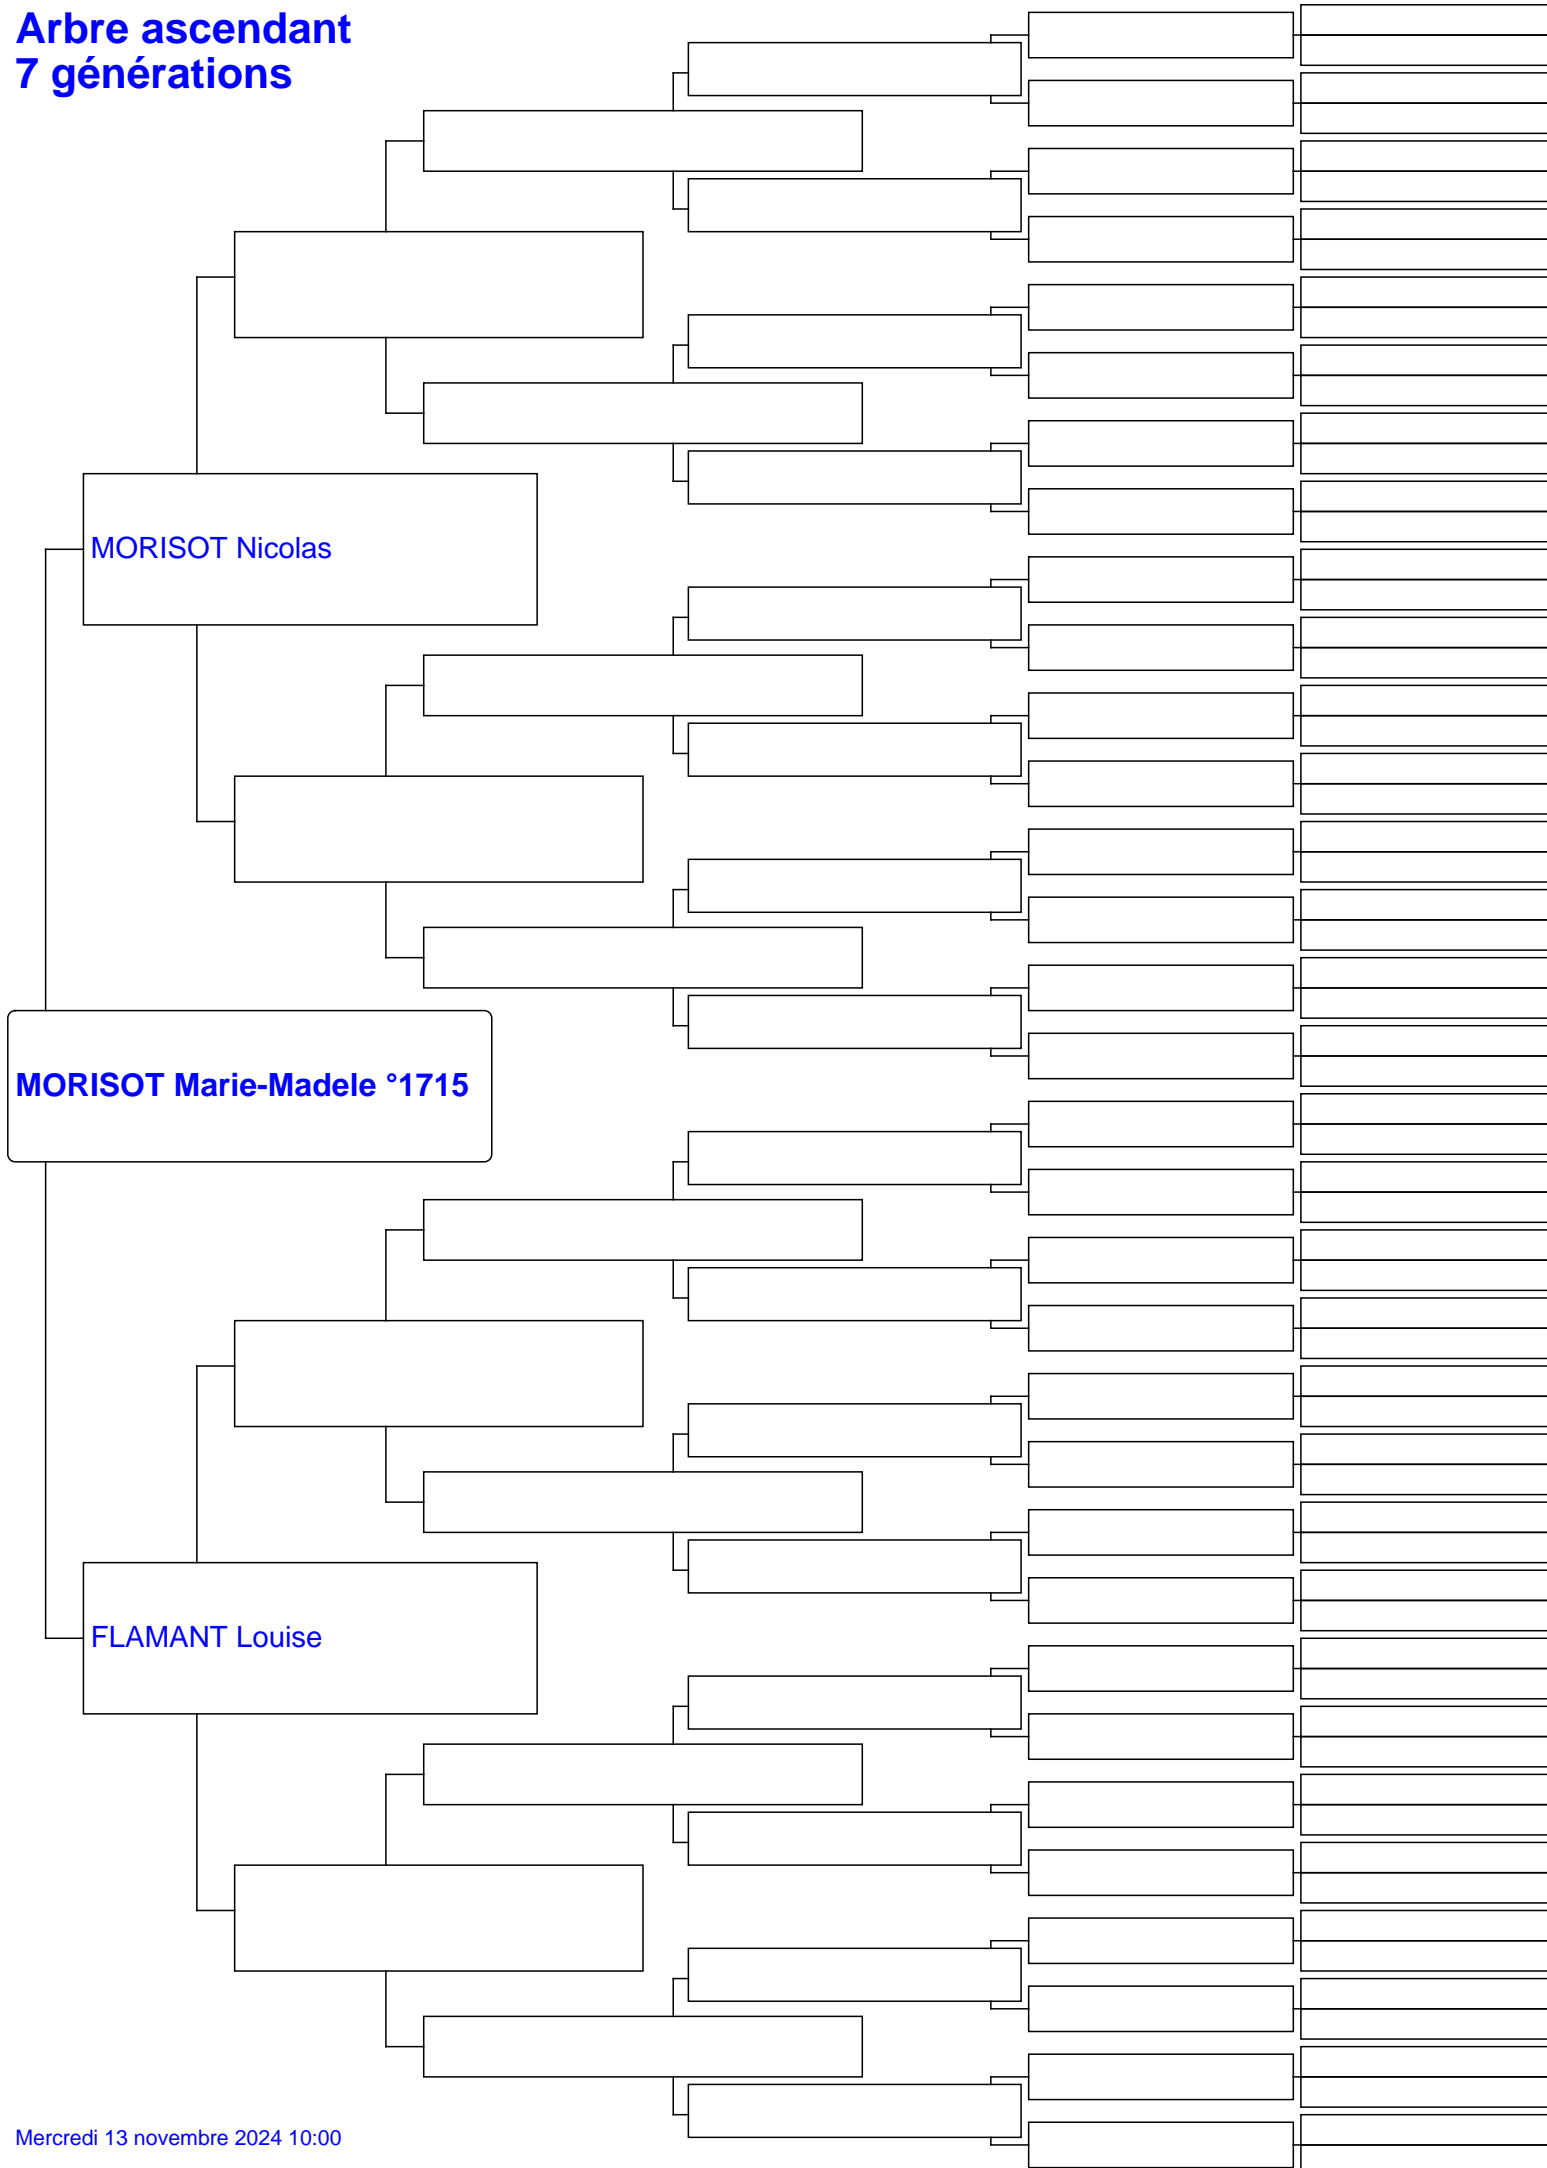 Arbre ascendant
7 générations
MORISOT Nicolas
MORISOT Marie-Madele °1715
FLAMANT Louise
Mercredi 13 novembre 2024 10:00